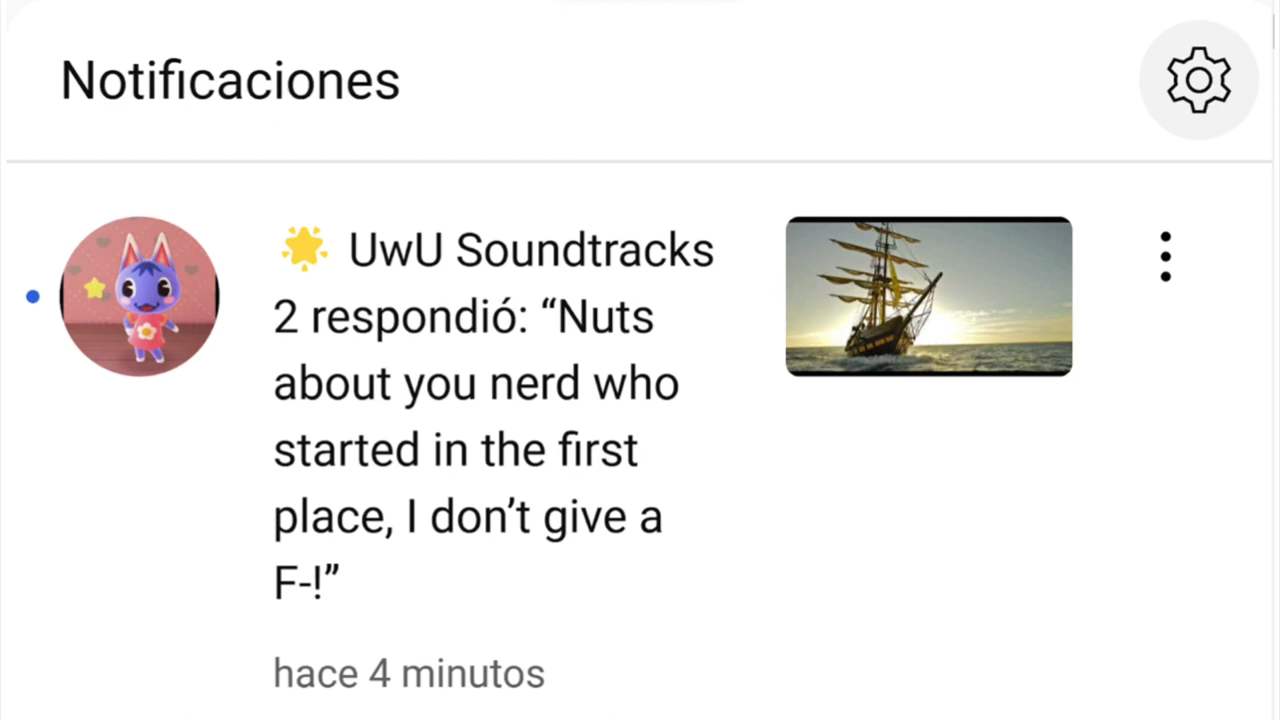 Notificaciones
🌟 UwU Soundtracks
2 respondió: “Nuts
about you nerd who
started in the first
place, I don’t give a
F-!”
hace 4 minutos